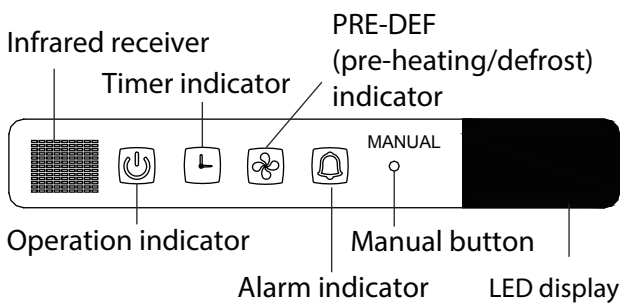 PRE-DEF
Infrared receiver
(pre-heating/defrost)
Timer indicator
indicator
MANUAL
Operation indicator
Manual button
Alarm indicator
LED display